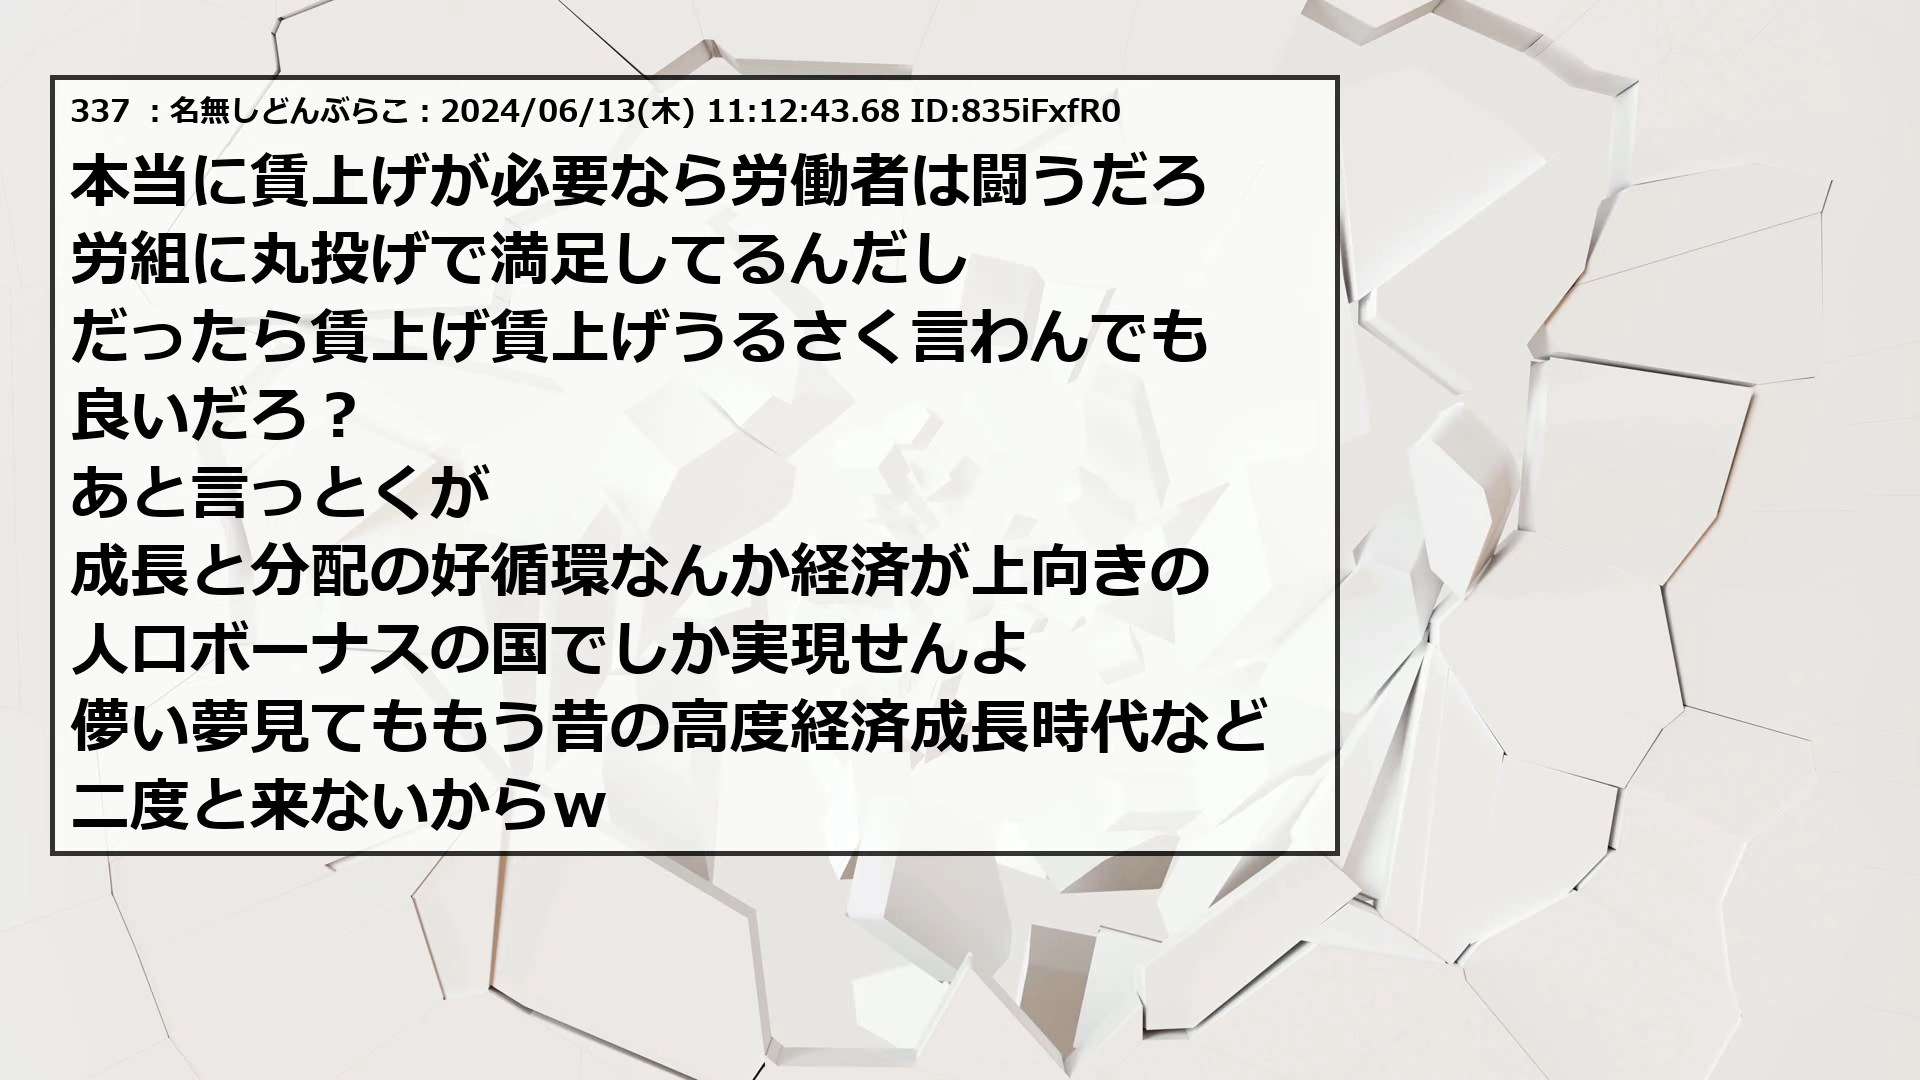 337 ：名無しどんぶらこ：2024/06/13(木) 11:12:43.68 ID:835iFxfR0
本当に賃上げが必要なら労働者は闘うだろ
労組に丸投げで満足してるんだし
だったら賃上げ賃上げうるさく言わんでも
良いだろ？
あと言っとくが
成長と分配の好循環なんか経済が上向きの
人口ボーナスの国でしか実現せんよ
儚い夢見てももう昔の高度経済成長時代など
二度と来ないからｗ